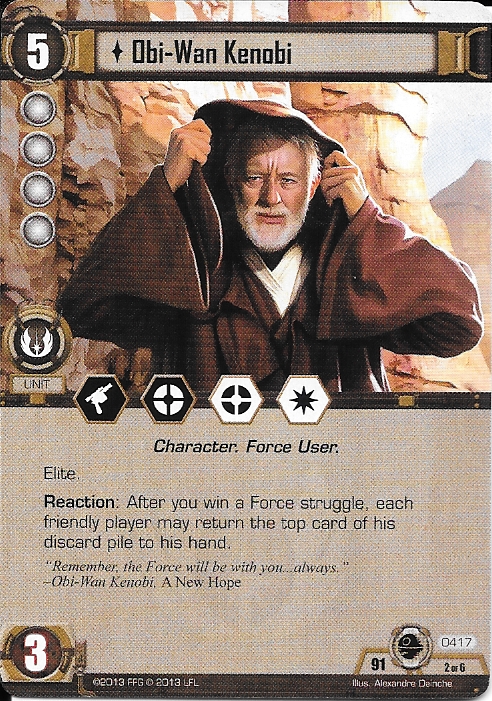 5
Obi-Wan Kenobi
UNIT
Character. Force User.
Elite.
Reaction: After you win a Force struggle, each
friendly player may return the top card of his
discard pile to his hand.
"Remember, the Force will be with you...always."
–Obi-Wan Kenobi, A New Hope
3
0417
91
2 of 6
©2013 FFG © 2013 LFL
Illus. Alexandre Dainche